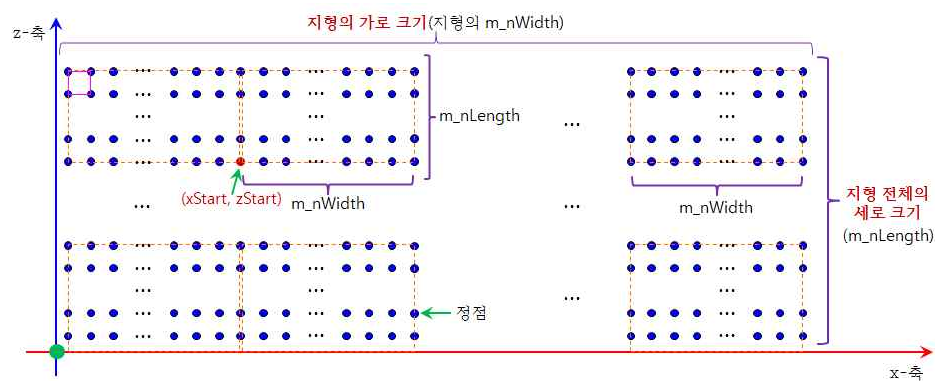 지형의 가로 크기(지형의 m_nWidth)
z-축
m_nLength
(xStart, zStart)
m_nWidth
m_nWidth
지형 전체의
세로 크기
(m_nLength)
정점
x-축